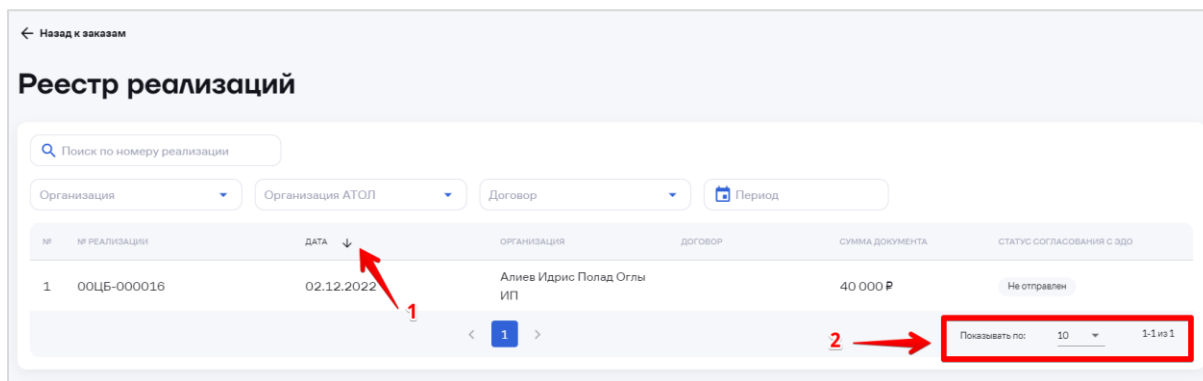 ← Назад к заказам
Реестр реализаций
Поиск по номеру реализации
Организация Организация АТОЛ Договор Период
№ № РЕАЛИЗАЦИИ ДАТА ↓ ОРГАНИЗАЦИЯ ДОГОВОР СУММА ДОКУМЕНТА СТАТУС СОГЛАСОВАНИЯ С ЭДО
1 00ЦБ-000016 02.12.2022 Алиев Идрис Полад Оглы 40 000 ₽ Не отправлен
ИП
1
< 1 >
2
Показывать по: 10 1-1 из 1